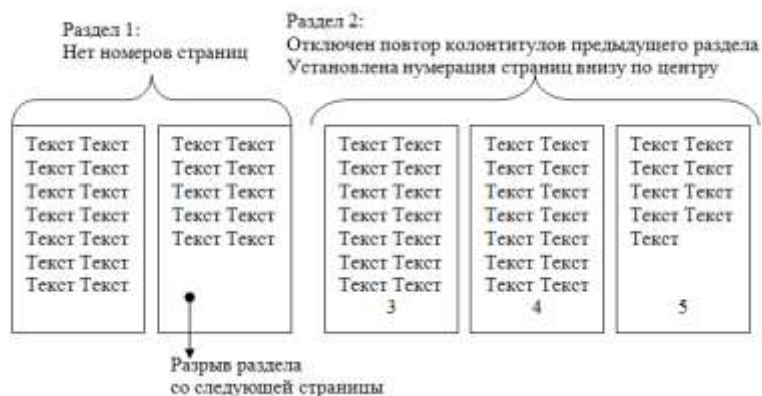 Раздел 1:
Нет номеров страниц
Раздел 2:
Отключен повтор колонтитулов предыдущего раздела
Установлена нумерация страниц внизу по центру
Текст Текст
Текст Текст
Текст Текст
Текст Текст
Текст Текст
Текст Текст
Текст Текст
Текст Текст
Текст Текст
Текст Текст
Текст Текст
Текст Текст
Разрыв раздела
со следующей страницы
Текст Текст
Текст Текст
Текст Текст
Текст Текст
Текст Текст
Текст Текст
Текст Текст
3
Текст Текст
Текст Текст
Текст Текст
Текст Текст
Текст Текст
Текст Текст
Текст Текст
4
Текст Текст
Текст Текст
Текст Текст
Текст Текст
Текст
5